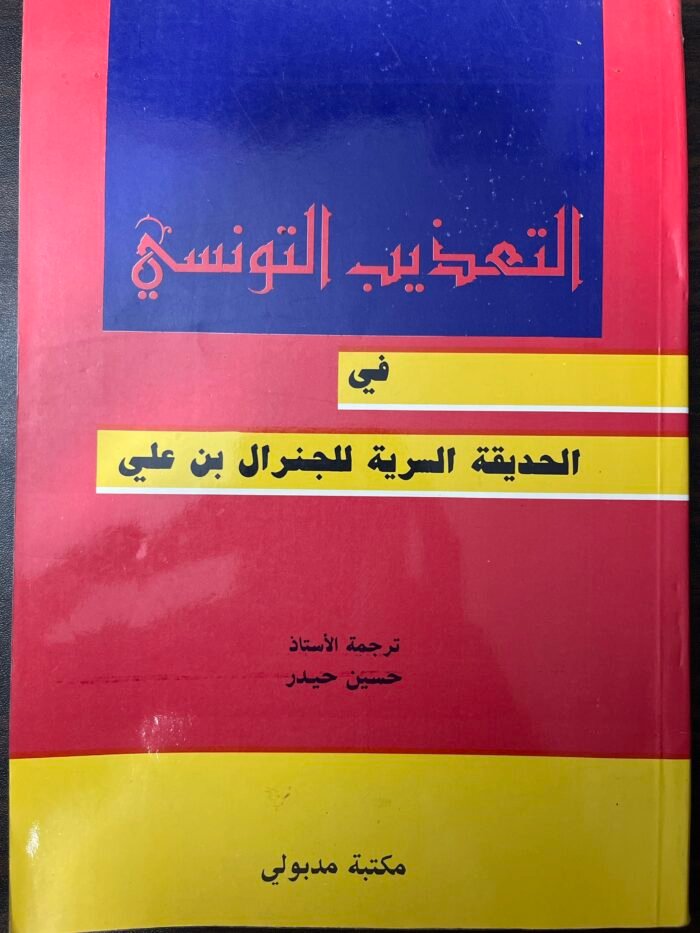 التعذيب التونسي
في
الحديقة السرية للجنرال بن علي
ترجمة الأستاذ
حسين حيدر
مكتبة مدبولي